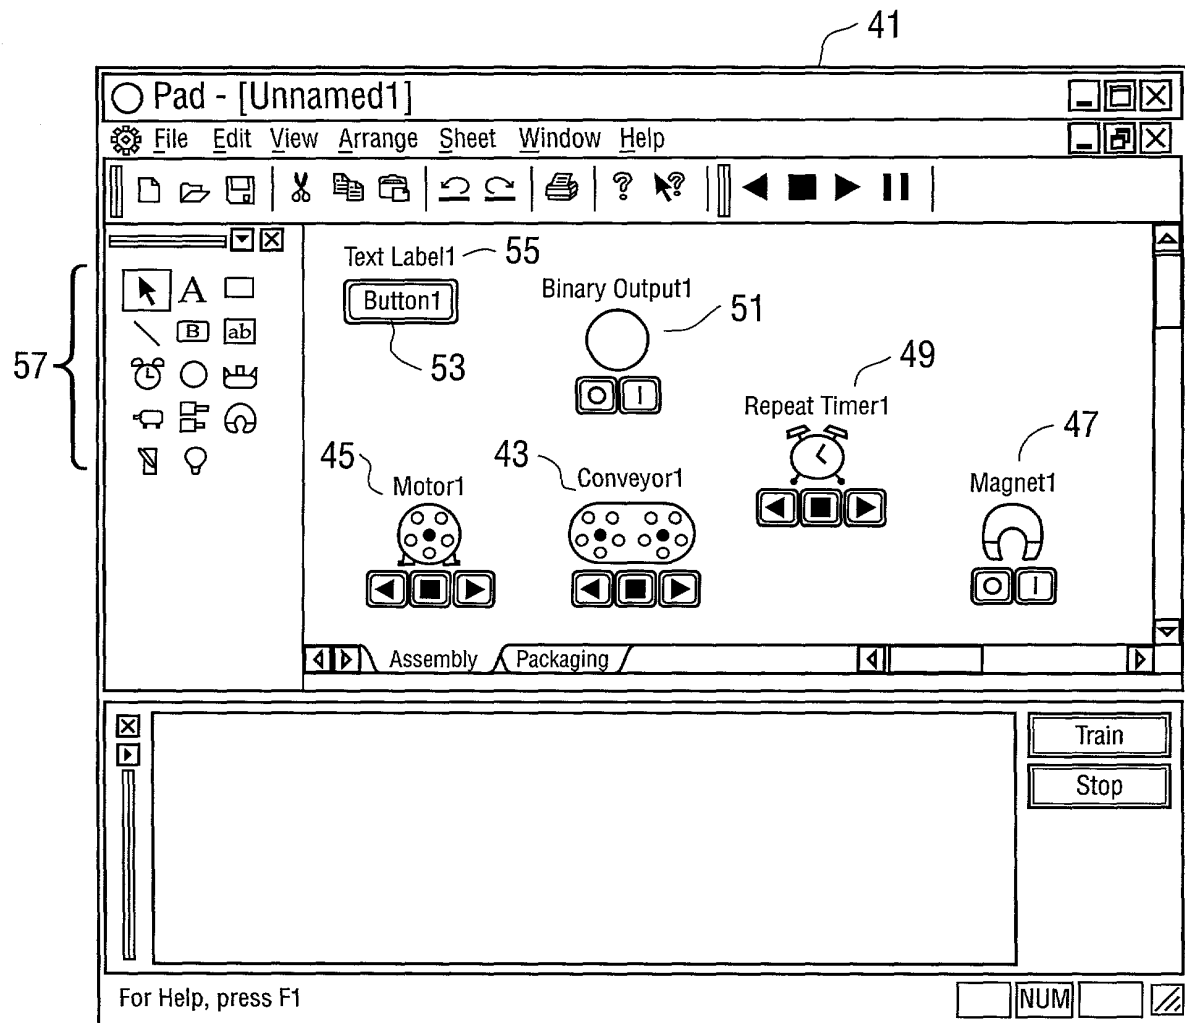 41
Pad - [Unnamed1]
File Edit View Arrange Sheet Window Help
Text Label1 55
Button1
53
Binary Output1
51
57
A
B ab
49
Repeat Timer1
45
Motor1
43
Conveyor1
47
Magnet1
Assembly Packaging
Train
Stop
For Help, press F1
NUM